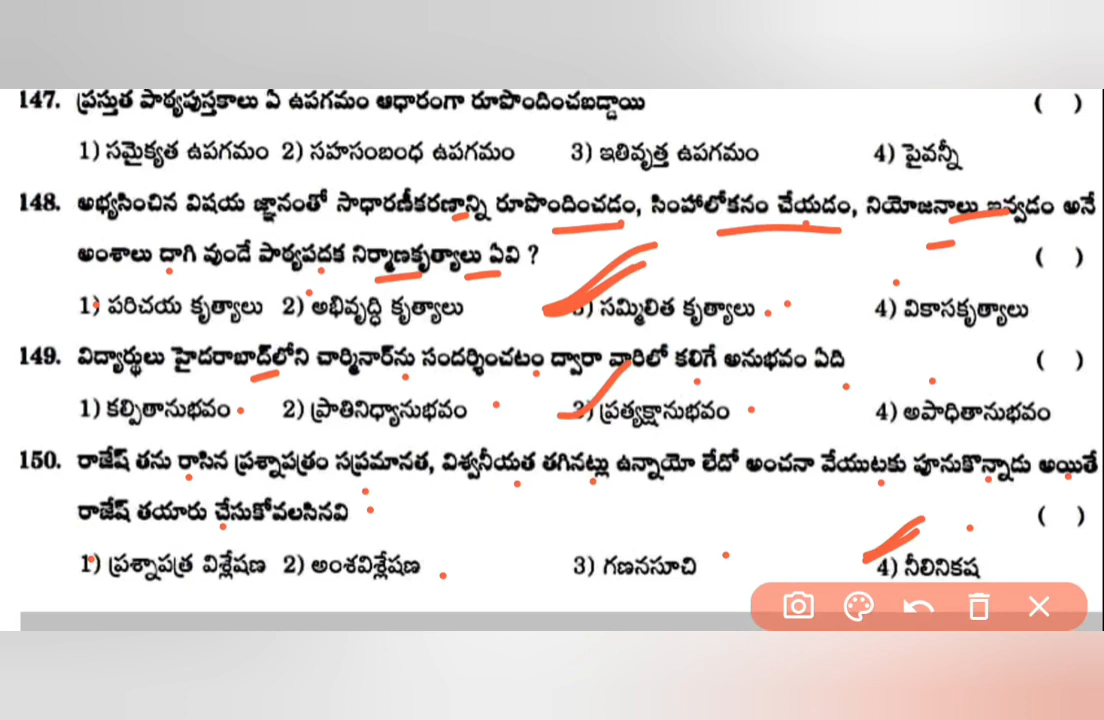 147. ప్రస్తుత పాఠ్యపుస్తకాలు ఏ ఉపగమం ఆధారంగా రూపొందించబడ్డాయి ( )
1) సమైక్యత ఉపగమం 2) సహసంబంధ ఉపగమం 3) ఇతివృత్త ఉపగమం 4) పైవన్నీ
148. అభ్యసించిన విషయ జ్ఞానంతో సాధారణీకరణాన్ని రూపొందించడం, సింహాలోకనం చేయడం, నియోజనాలు ఇవ్వడం అనే
అంశాలు దాగి వుండే పాఠ్యపదక నిర్మాణకృత్యాలు ఏవి ? ( )
1) పరిచయ కృత్యాలు 2) అభివృద్ధి కృత్యాలు 3) సమ్మిలిత కృత్యాలు 4) వికాసకృత్యాలు
149. విద్యార్థులు హైదరాబాద్‌లోని చార్మినార్‌ను సందర్శించటం ద్వారా వారిలో కలిగే అనుభవం ఏది ( )
1) కల్పితానుభవం 2) ప్రాతినిధ్యానుభవం 3) ప్రత్యక్షానుభవం 4) అపాధితానుభవం
150. రాజేష్ తను రాసిన ప్రశ్నాపత్రం సప్రమానత, విశ్వనీయత తగినట్లు ఉన్నాయో లేదో అంచనా వేయుటకు పూనుకొన్నాడు అయితే
రాజేష్ తయారు చేసుకోవలసినవి ( )
1) ప్రశ్నాపత్ర విశ్లేషణ 2) అంశవిశ్లేషణ 3) గణనసూచి 4) నీలినికష